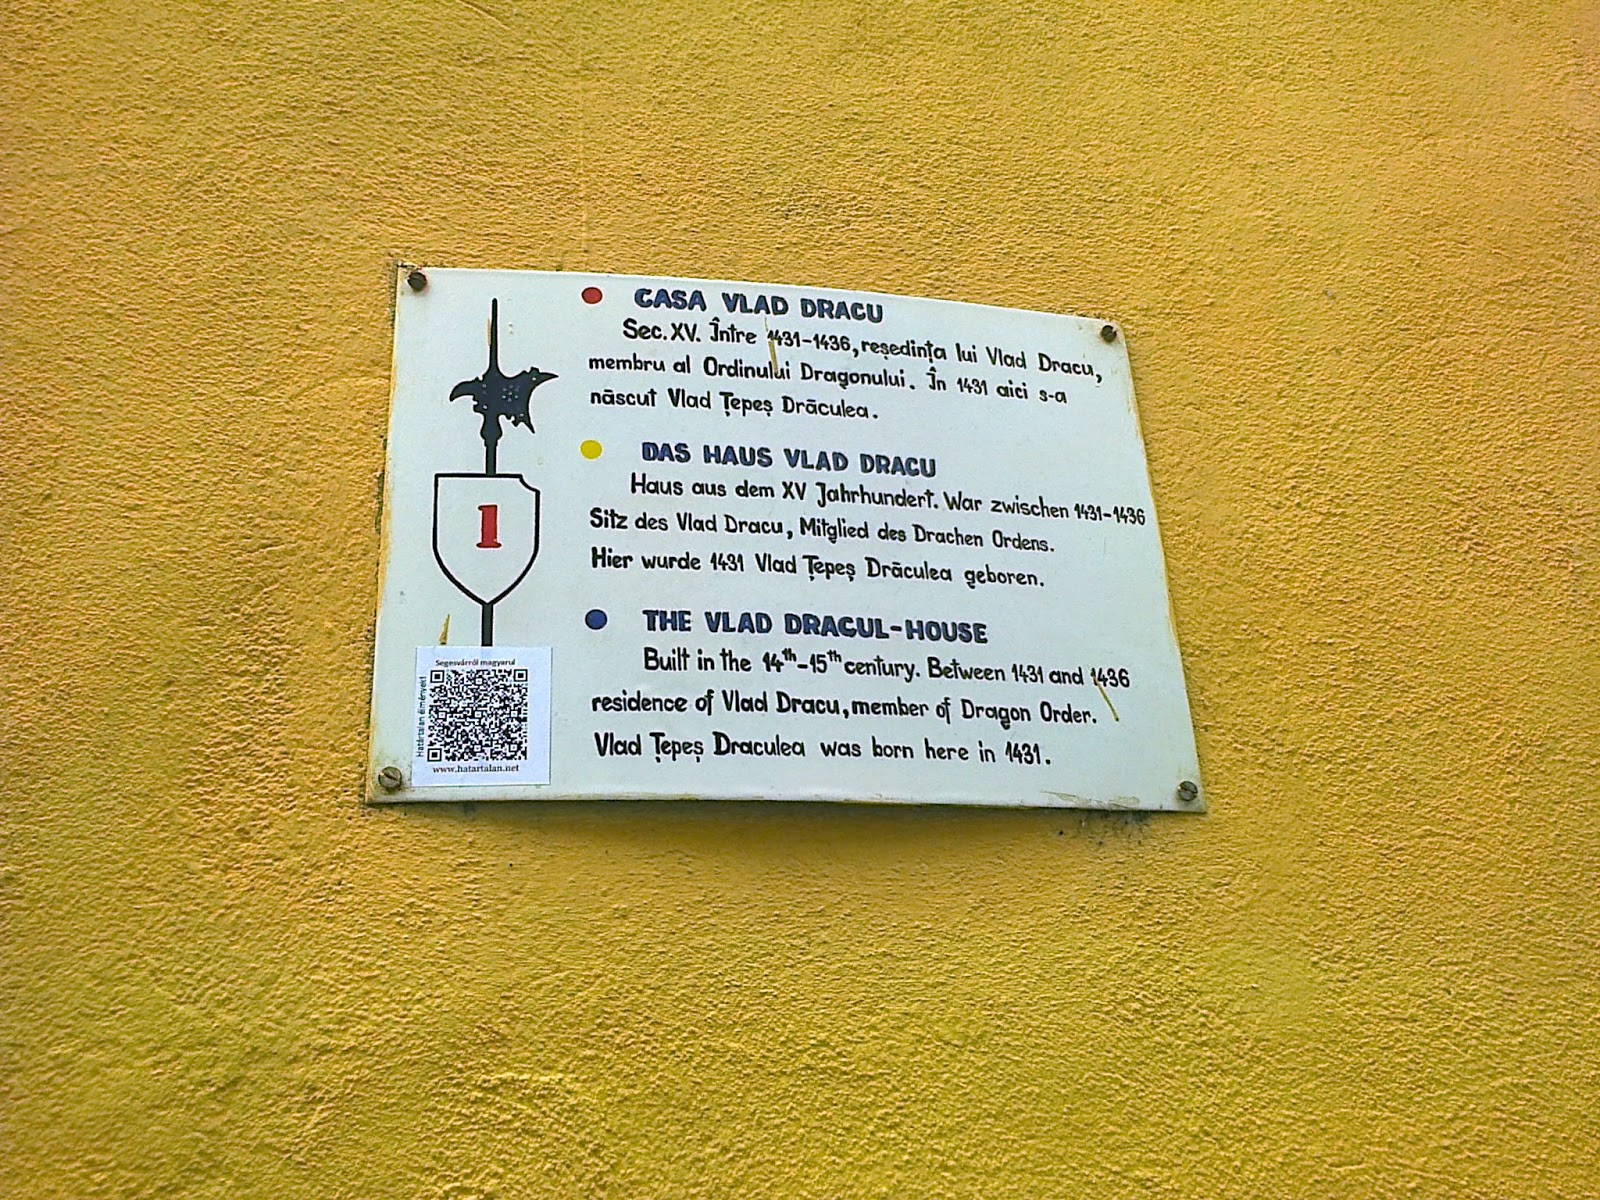 CASA VLAD DRACU
Sec. XV. Între 1431-1436, reședința lui Vlad Dracu,
membru al Ordinului Dragonului. În 1431 aici s-a
născut Vlad Țepeș Drăculea.
DAS HAUS VLAD DRACU
Haus aus dem XV Jahrhundert. War zwischen 1431-1436
Sitz des Vlad Dracu, Mitglied des Drachen Ordens.
Hier wurde 1431 Vlad Țepeș Drăculea geboren.
THE VLAD DRACUL-HOUSE
Built in the 14th-15th century. Between 1431 and 1436
residence of Vlad Dracu, member of Dragon Order.
Vlad Țepeș Draculea was born here in 1431.
1
Segesvárról magyarul
Határtalan élmények!
www.hatartalan.net